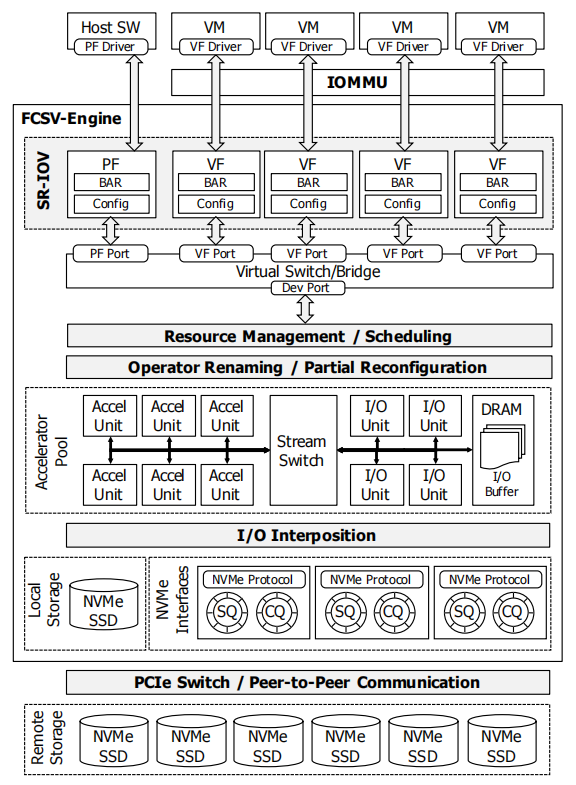 Host SW
PF Driver
VM
VF Driver
VM
VF Driver
VM
VF Driver
VM
VF Driver
IOMMU
FCSV-Engine
SR-IOV
PF
BAR
Config
VF
BAR
Config
VF
BAR
Config
VF
BAR
Config
VF
BAR
Config
PF Port
VF Port
VF Port
VF Port
VF Port
Virtual Switch/Bridge
Dev Port
Resource Management / Scheduling
Operator Renaming / Partial Reconfiguration
Accelerator
Pool
Accel
Unit
Accel
Unit
Accel
Unit
Accel
Unit
Accel
Unit
Accel
Unit
Stream
Switch
I/O
Unit
I/O
Unit
I/O
Unit
I/O
Unit
DRAM
I/O
Buffer
I/O Interposition
Local
Storage
NVMe
SSD
NVMe
Interfaces
NVMe Protocol
SQ
CQ
NVMe Protocol
SQ
CQ
NVMe Protocol
SQ
CQ
PCIe Switch / Peer-to-Peer Communication
Remote
Storage
NVMe
SSD
NVMe
SSD
NVMe
SSD
NVMe
SSD
NVMe
SSD
NVMe
SSD